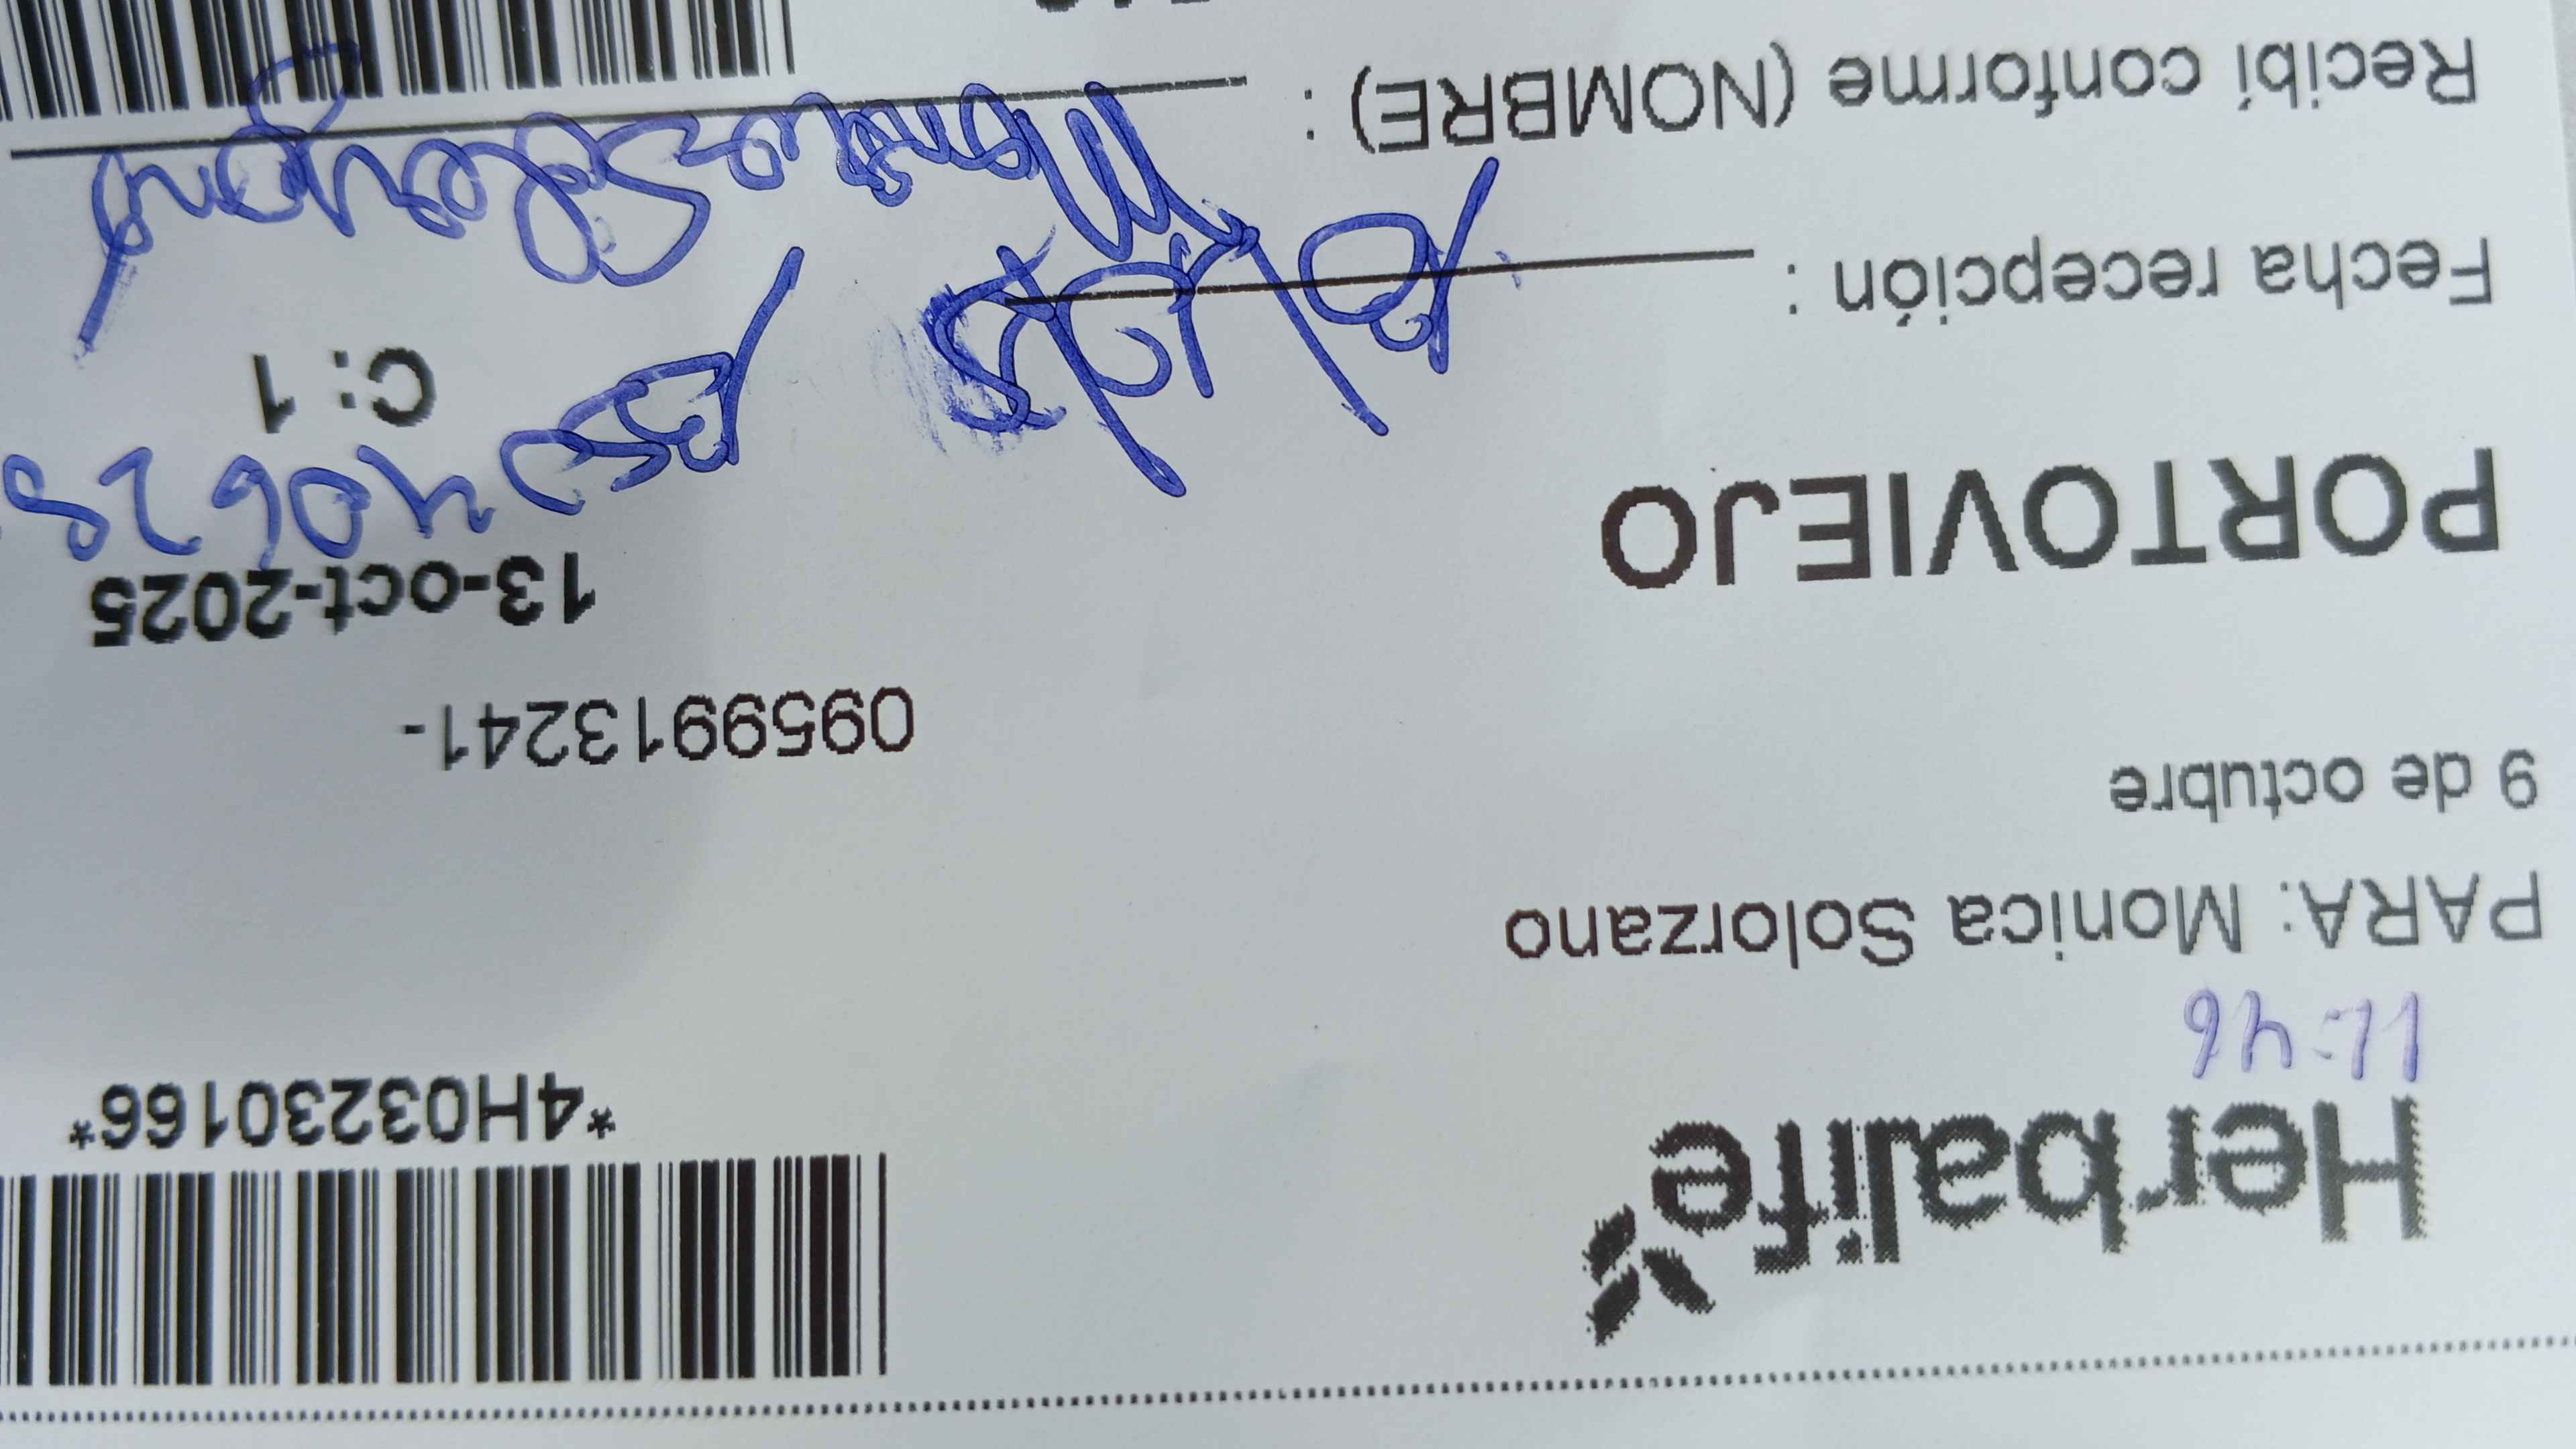 *4H03230166*
Herbalife
11:46
PARA: Monica Solorzano
9 de octubre
0959913241-
PORTOVIEJO
13-oct-2025
C: 1
40628
Fecha recepción :
Recibí conforme (NOMBRE) :
Monica Solorzano